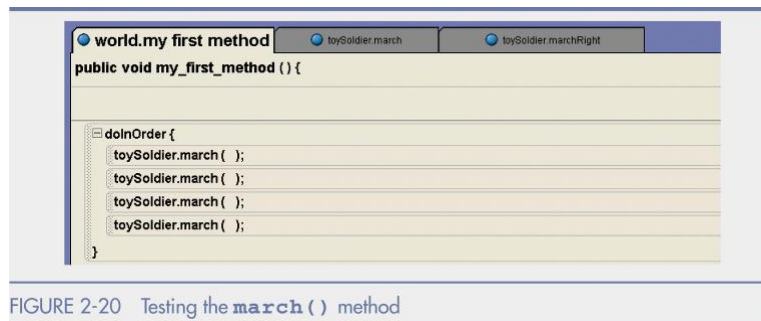 world.my first method toySoldier.march toySoldier.marchRight
public void my_first_method () {
doInOrder {
toySoldier.march ( );
toySoldier.march ( );
toySoldier.march ( );
toySoldier.march ( );
}
FIGURE 2-20 Testing the march() method